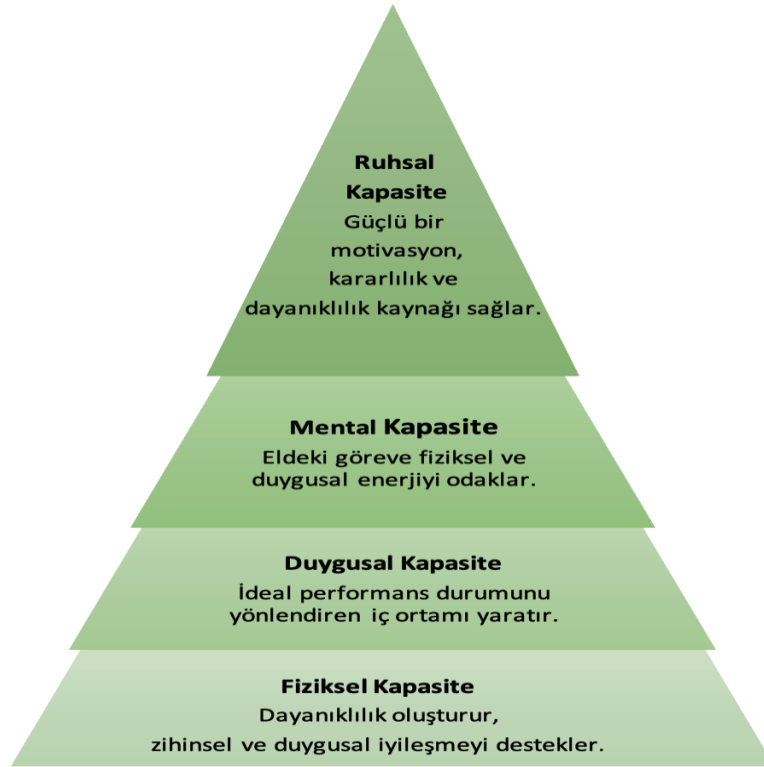 Ruhsal
Kapasite
Güçlü bir
motivasyon,
kararlılık ve
dayanıklılık kaynağı sağlar.
Mental Kapasite
Eldeki göreve fiziksel ve
duygusal enerjiyi odaklar.
Duygusal Kapasite
İdeal performans durumunu
yönlendiren iç ortamı yaratır.
Fiziksel Kapasite
Dayanıklılık oluşturur,
zihinsel ve duygusal iyileşmeyi destekler.